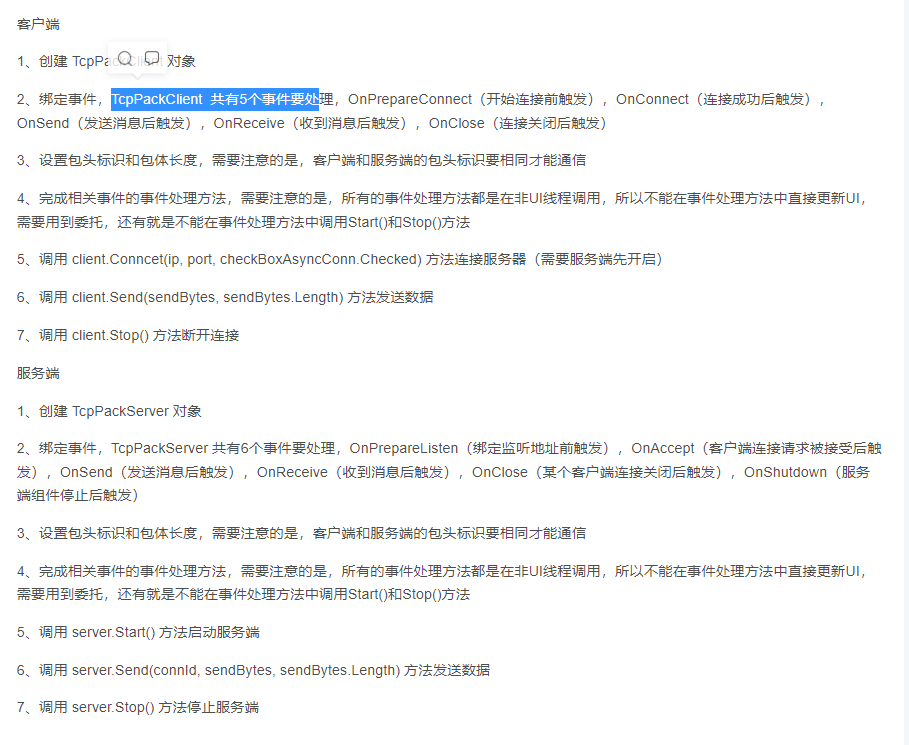 客户端
1、创建 TcpPackClient 对象
2、绑定事件，TcpPackClient 共有5个事件要处理，OnPrepareConnect（开始连接前触发），OnConnect（连接成功后触发），
OnSend（发送消息后触发），OnReceive（收到消息后触发），OnClose（连接关闭后触发）
3、设置包头标识和包体长度，需要注意的是，客户端和服务端的包头标识要相同才能通信
4、完成相关事件的事件处理方法，需要注意的是，所有的事件处理方法都是在非UI线程调用，所以不能在事件处理方法中直接更新UI，
需要用到委托，还有就是不能在事件处理方法中调用Start()和Stop()方法
5、调用 client.Conncet(ip, port, checkBoxAsyncConn.Checked) 方法连接服务器（需要服务端先开启）
6、调用 client.Send(sendBytes, sendBytes.Length) 方法发送数据
7、调用 client.Stop() 方法断开连接
服务端
1、创建 TcpPackServer 对象
2、绑定事件，TcpPackServer 共有6个事件要处理，OnPrepareListen（绑定监听地址前触发），OnAccept（客户端连接请求被接受后触
发），OnSend（发送消息后触发），OnReceive（收到消息后触发），OnClose（某个客户端连接关闭后触发），OnShutdown（服务
端组件停止后触发）
3、设置包头标识和包体长度，需要注意的是，客户端和服务端的包头标识要相同才能通信
4、完成相关事件的事件处理方法，需要注意的是，所有的事件处理方法都是在非UI线程调用，所以不能在事件处理方法中直接更新UI，
需要用到委托，还有就是不能在事件处理方法中调用Start()和Stop()方法
5、调用 server.Start() 方法启动服务端
6、调用 server.Send(connId, sendBytes, sendBytes.Length) 方法发送数据
7、调用 server.Stop() 方法停止服务端